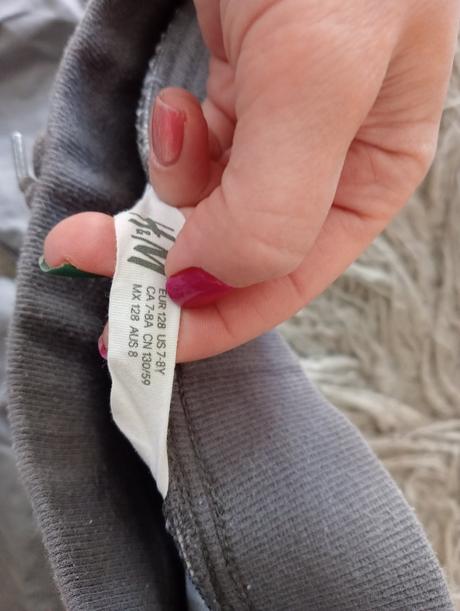 H&M
EUR 128 US 7-8Y
CA 7-8A CN 130/59
MX 128 AUS 8